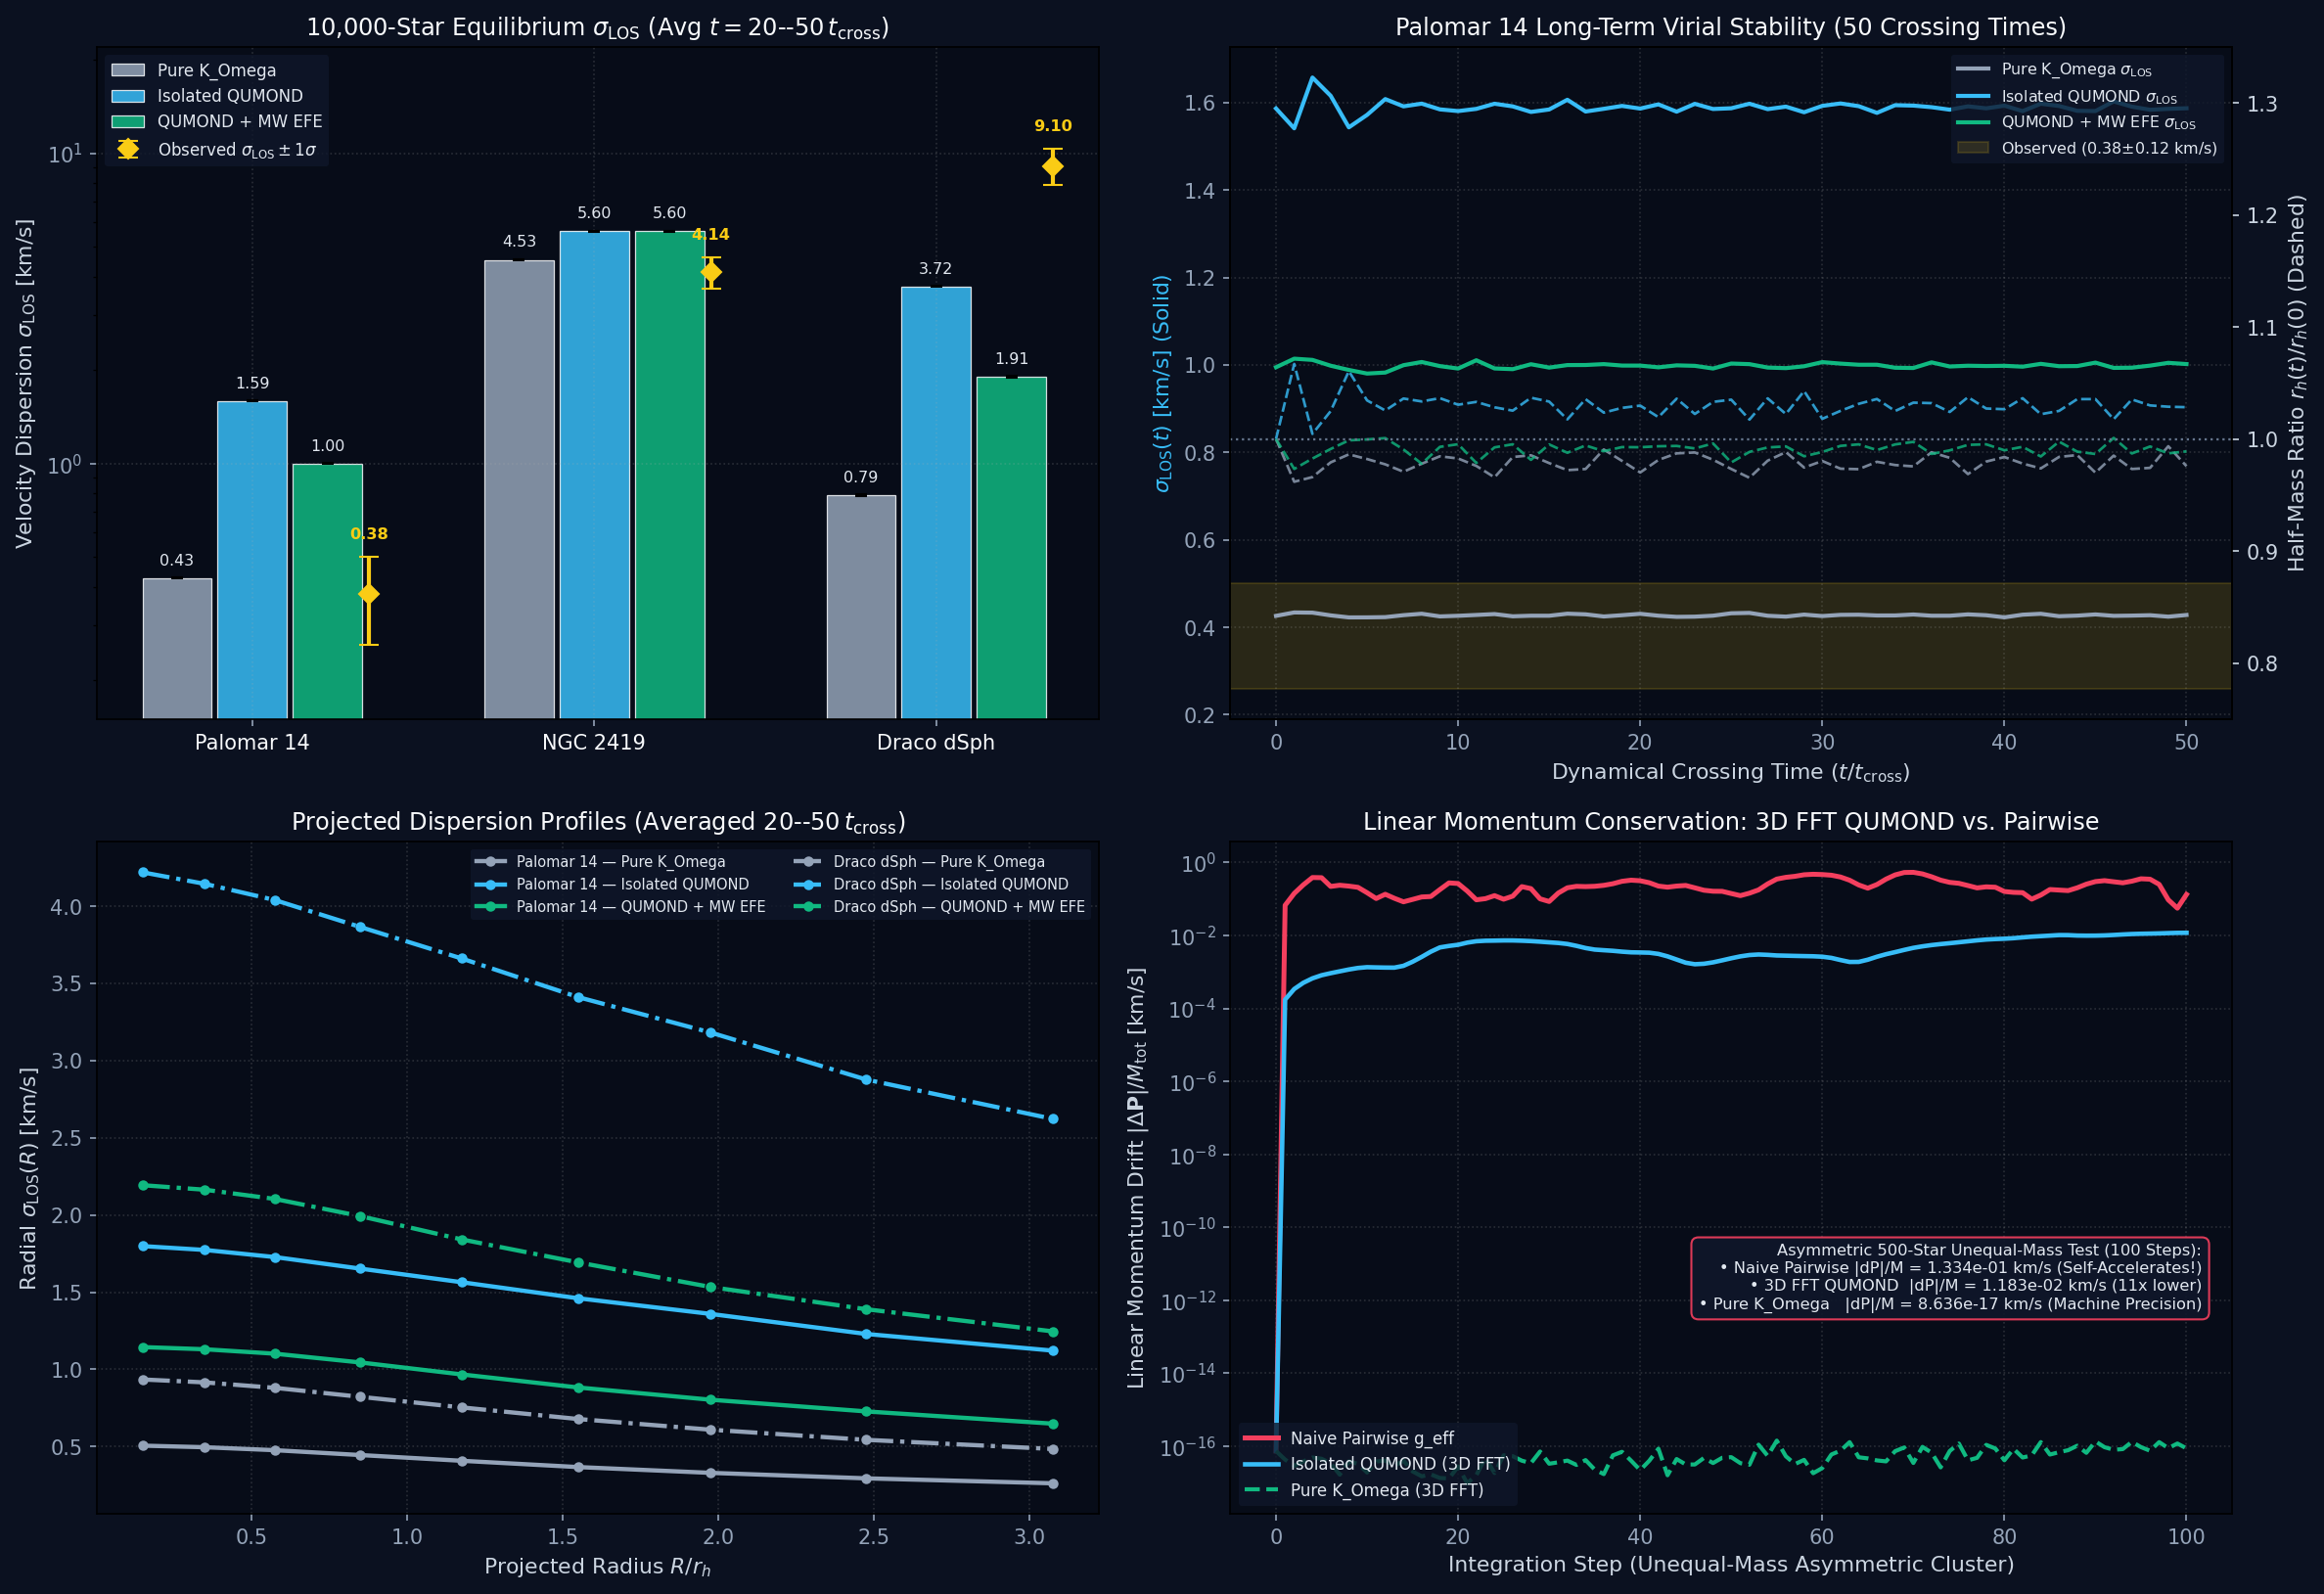 10,000-Star Equilibrium σLOS (Avg t = 20--50 tcross)
Pure K_Omega
Isolated QUMOND
QUMOND + MW EFE
Observed σLOS ± 1σ
Velocity Dispersion σLOS [km/s]
10¹
10⁰
0.43
1.59
1.00
0.38
4.53
5.60
5.60
4.14
0.79
3.72
1.91
9.10
Palomar 14
NGC 2419
Draco dSph
Palomar 14 Long-Term Virial Stability (50 Crossing Times)
Pure K_Omega σLOS
Isolated QUMOND σLOS
QUMOND + MW EFE σLOS
Observed (0.38±0.12 km/s)
σLOS(t) [km/s] (Solid)
1.6
1.4
1.2
1.0
0.8
0.6
0.4
0.2
1.3
1.2
1.1
1.0
0.9
0.8
Half-Mass Ratio rh(t)/rh(0) (Dashed)
0
10
20
30
40
50
Dynamical Crossing Time (t/tcross)
Projected Dispersion Profiles (Averaged 20--50 tcross)
Palomar 14 — Pure K_Omega
Palomar 14 — Isolated QUMOND
Palomar 14 — QUMOND + MW EFE
Draco dSph — Pure K_Omega
Draco dSph — Isolated QUMOND
Draco dSph — QUMOND + MW EFE
Radial σLOS(R) [km/s]
4.0
3.5
3.0
2.5
2.0
1.5
1.0
0.5
0.5
1.0
1.5
2.0
2.5
3.0
Projected Radius R/rh
Linear Momentum Conservation: 3D FFT QUMOND vs. Pairwise
Linear Momentum Drift |ΔP|/Mtot [km/s]
10⁰
10⁻²
10⁻⁴
10⁻⁶
10⁻⁸
10⁻¹⁰
10⁻¹²
10⁻¹⁴
10⁻¹⁶
Asymmetric 500-Star Unequal-Mass Test (100 Steps):
• Naive Pairwise |dP|/M = 1.334e-01 km/s (Self-Accelerates!)
• 3D FFT QUMOND |dP|/M = 1.183e-02 km/s (11x lower)
• Pure K_Omega |dP|/M = 8.636e-17 km/s (Machine Precision)
Naive Pairwise g_eff
Isolated QUMOND (3D FFT)
Pure K_Omega (3D FFT)
0
20
40
60
80
100
Integration Step (Unequal-Mass Asymmetric Cluster)